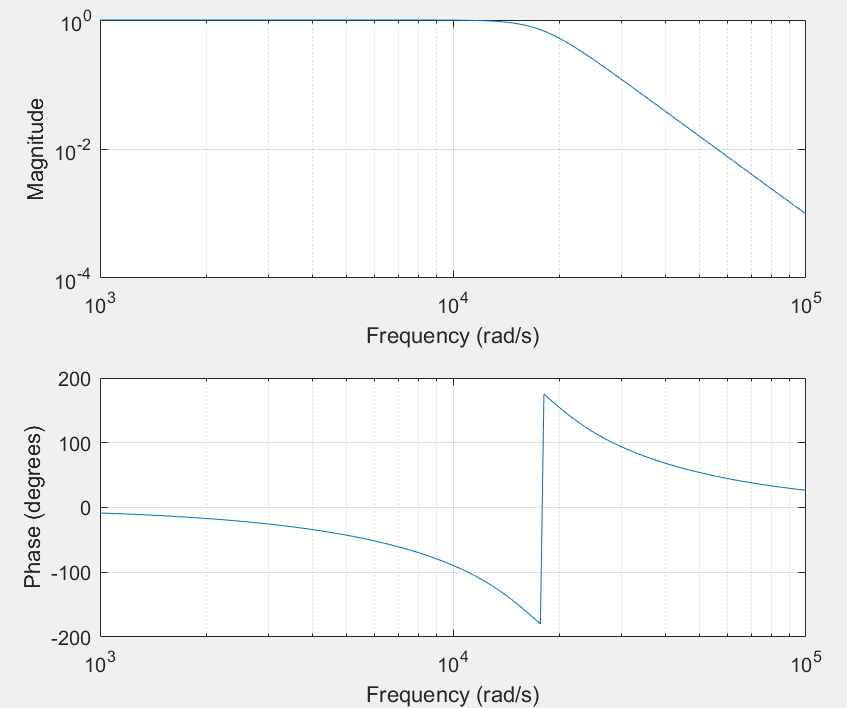 10^0
10^-2
10^-4
Magnitude
10^3 10^4 10^5
Frequency (rad/s)
200
100
0
-100
-200
Phase (degrees)
10^3 10^4 10^5
Frequency (rad/s)